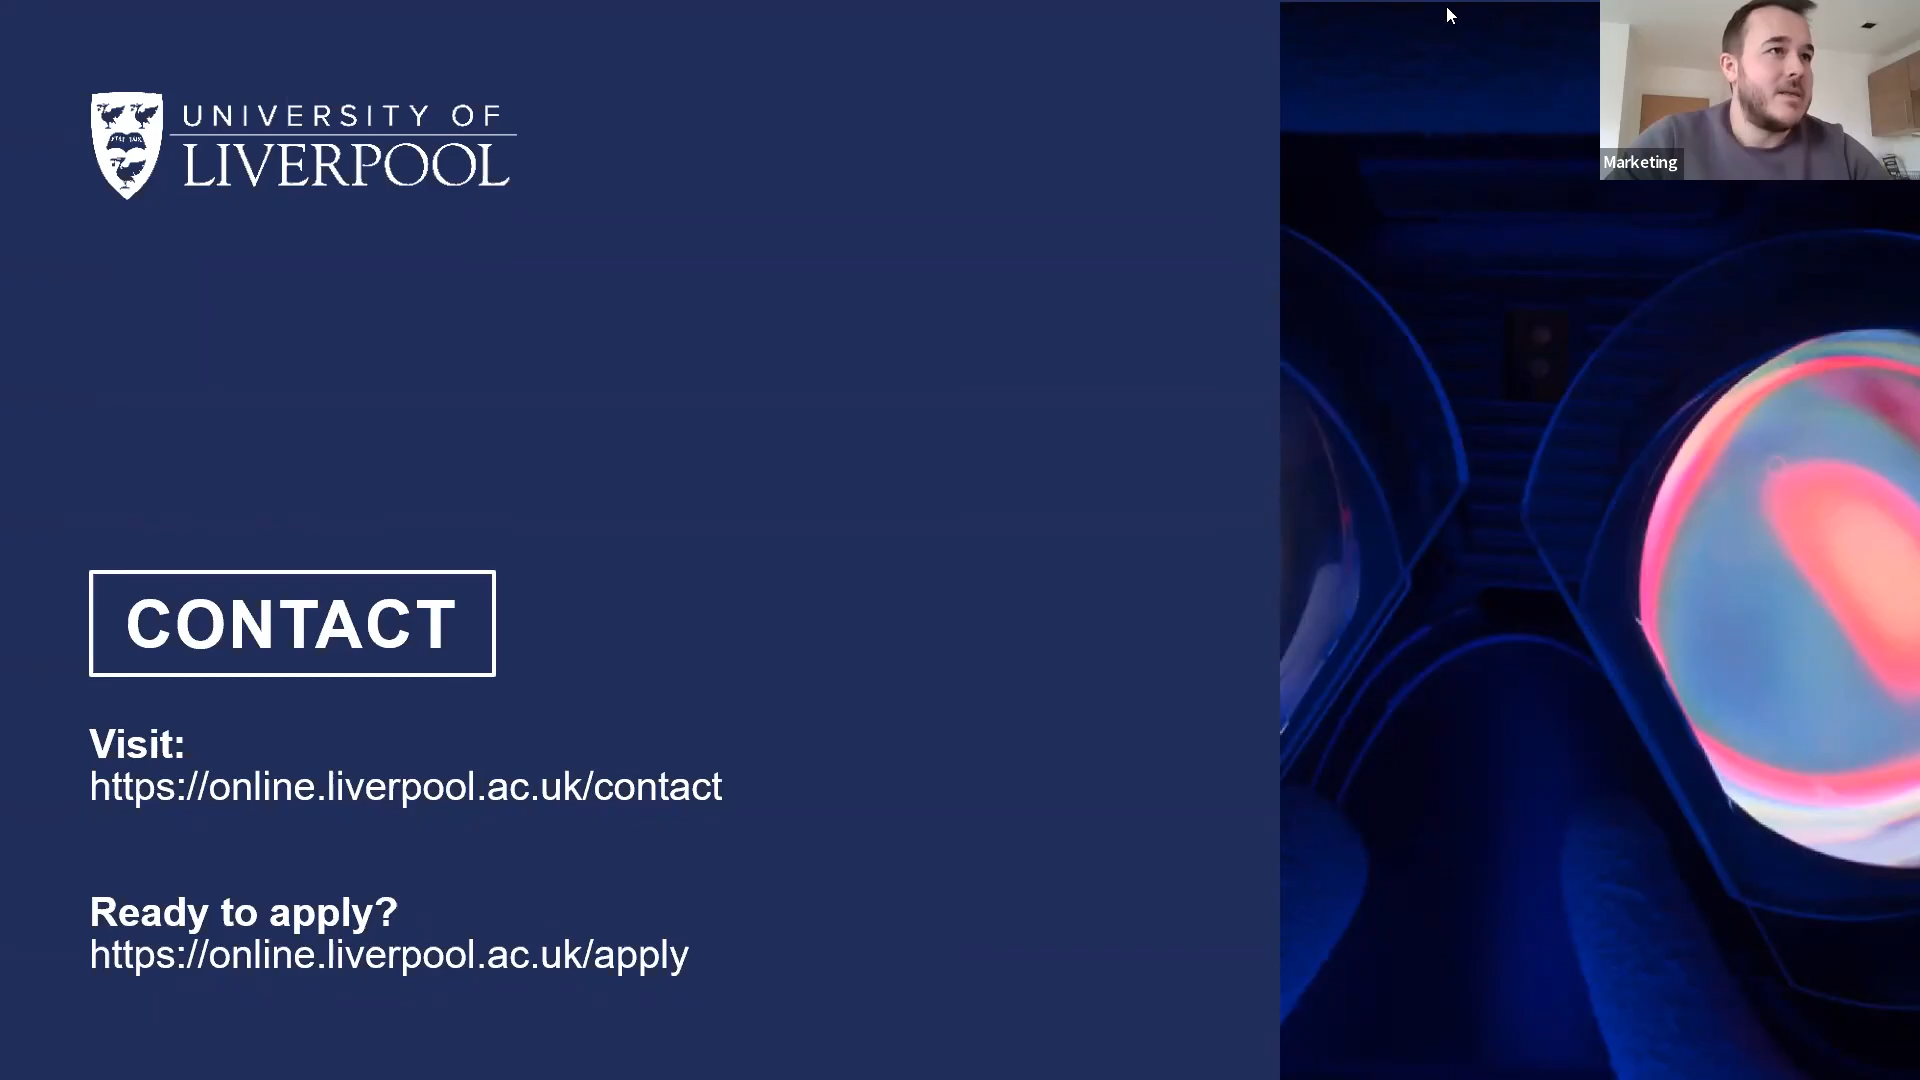 UNIVERSITY OF
LIVERPOOL
Marketing
CONTACT
Visit:
https://online.liverpool.ac.uk/contact
Ready to apply?
https://online.liverpool.ac.uk/apply